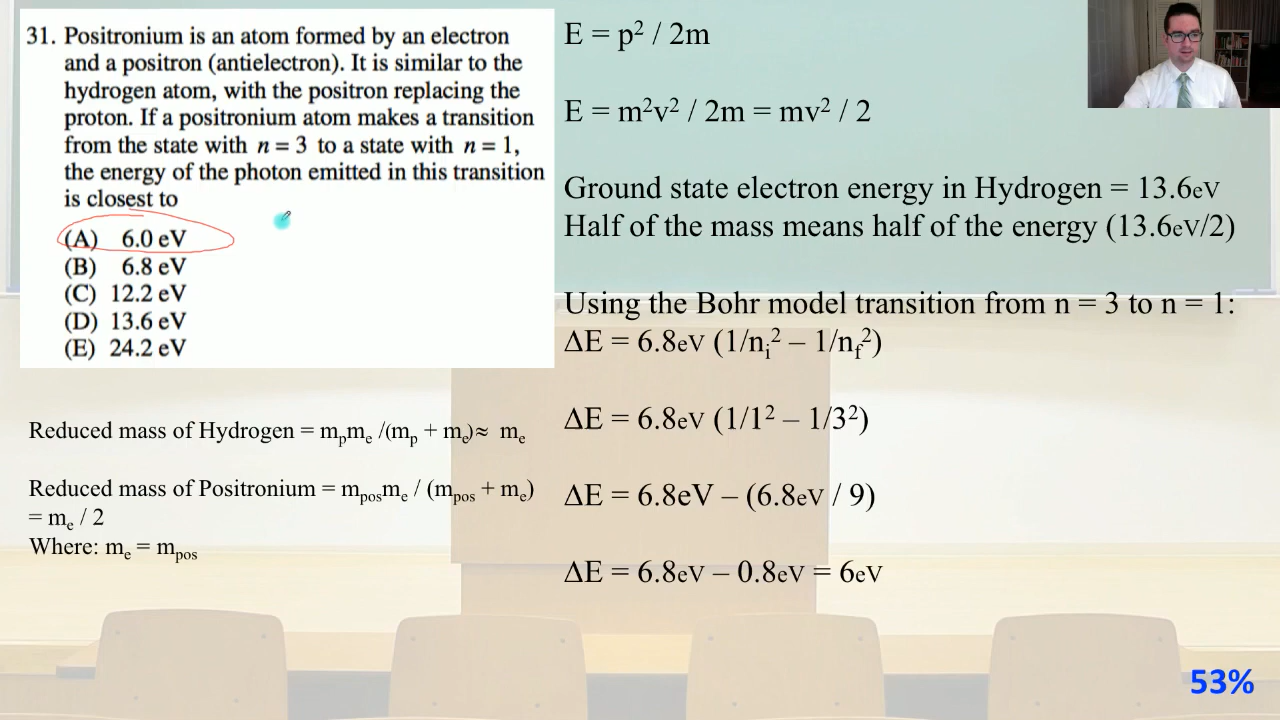 31. Positronium is an atom formed by an electron
and a positron (antielectron). It is similar to the
hydrogen atom, with the positron replacing the
proton. If a positronium atom makes a transition
from the state with n = 3 to a state with n = 1,
the energy of the photon emitted in this transition
is closest to
(A) 6.0 eV
(B) 6.8 eV
(C) 12.2 eV
(D) 13.6 eV
(E) 24.2 eV
Reduced mass of Hydrogen = mₚmₑ /(mₚ + mₑ)≈ mₑ
Reduced mass of Positronium = mₚₒₛmₑ / (mₚₒₛ + mₑ)
= mₑ / 2
Where: mₑ = mₚₒₛ
E = p² / 2m
E = m²v² / 2m = mv² / 2
Ground state electron energy in Hydrogen = 13.6eV
Half of the mass means half of the energy (13.6eV/2)
Using the Bohr model transition from n = 3 to n = 1:
ΔE = 6.8eV (1/nᵢ² – 1/n_f²)
ΔE = 6.8eV (1/1² – 1/3²)
ΔE = 6.8eV – (6.8eV / 9)
ΔE = 6.8eV – 0.8eV = 6eV
53%